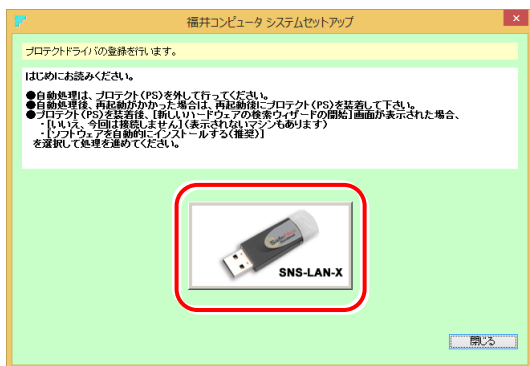 福井コンピュータ システムセットアップ
プロテクトドライバの登録を行います。
はじめにお読みください。
●自動処理は、プロテクト(PS)を外して行ってください。
●自動処理後、再起動がかかった場合は、再起動後にプロテクト(PS)を装着して下さい。
●プロテクト(PS)を装着後、[新しいハードウェアの検索ウィザードの開始]画面が表示された場合、
・[いいえ、今回は接続しません](表示されないマシンもあります)
・[ソフトウェアを自動的にインストールする(推奨)]
を選択して処理を進めてください。
SNS-LAN-X
閉じる